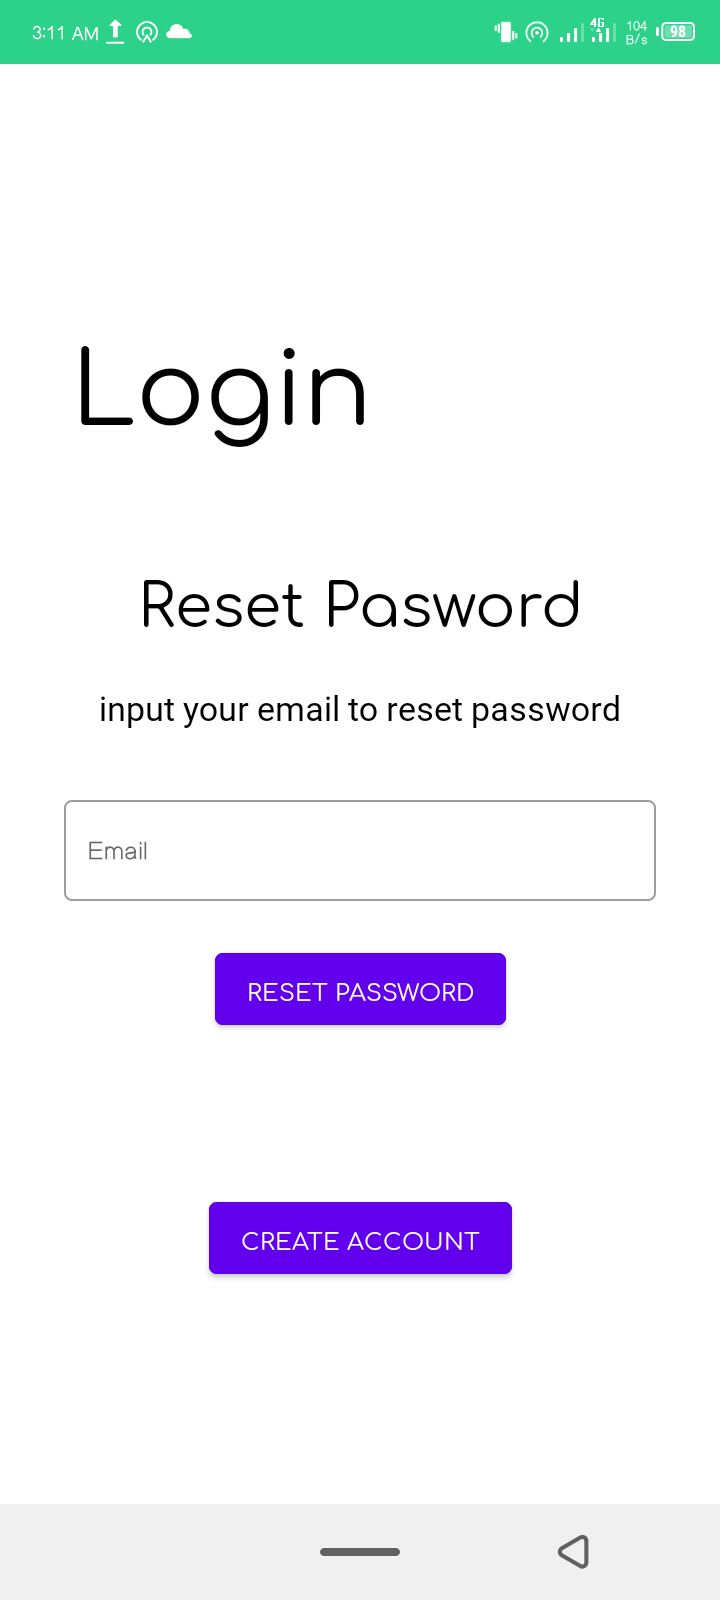 3:11 AM 4G 104 B/s 98
Login
Reset Pasword
input your email to reset password
Email
RESET PASSWORD
CREATE ACCOUNT